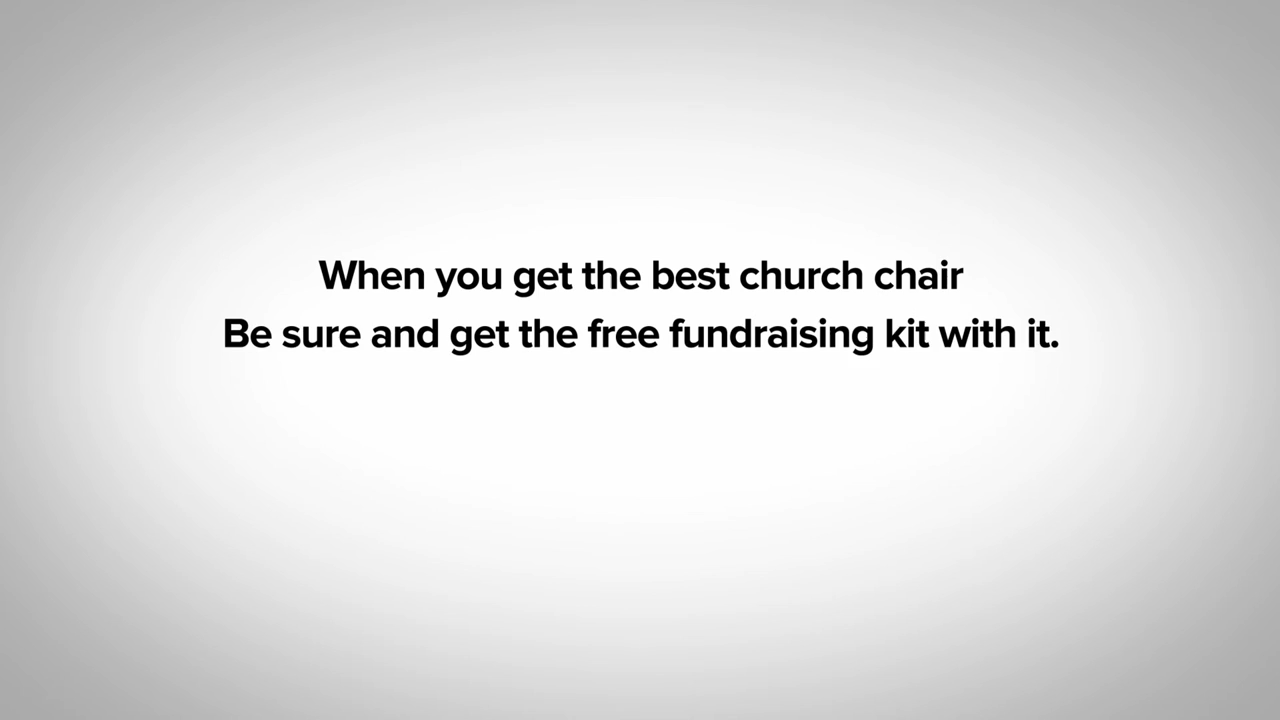 When you get the best church chair
Be sure and get the free fundraising kit with it.